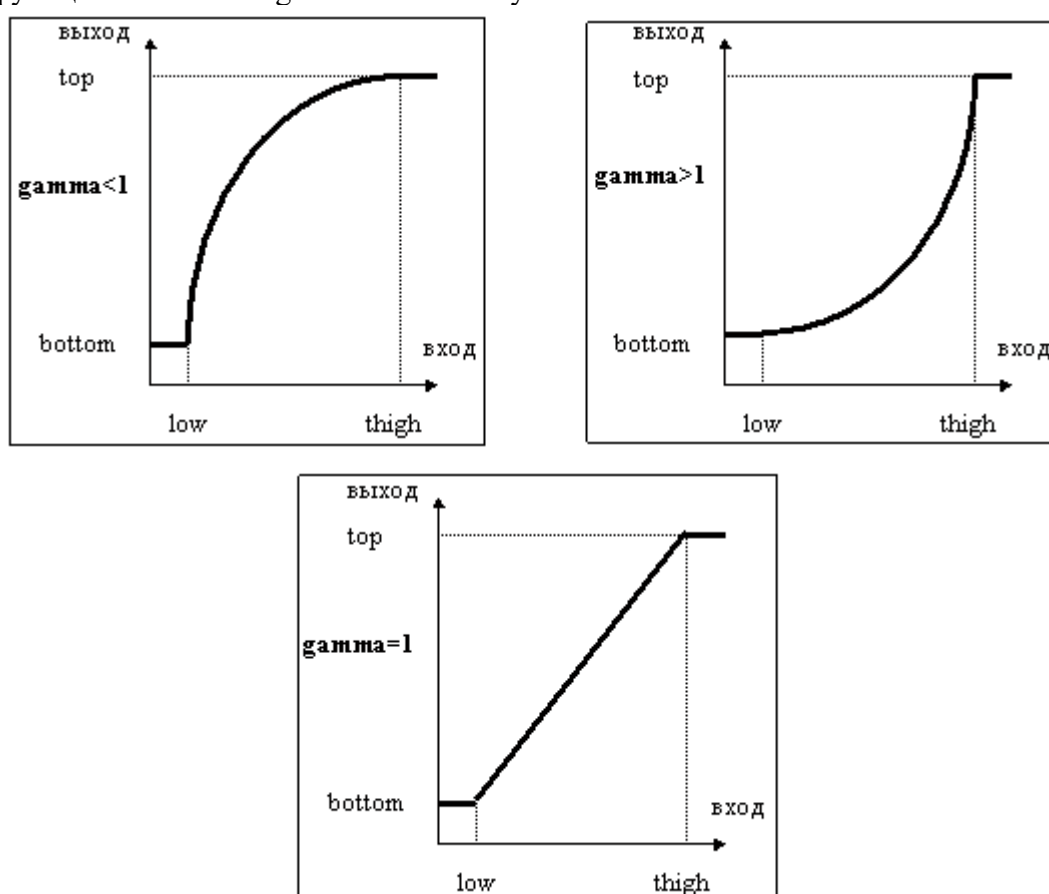 выход
top
gamma<1
bottom
вход
low thigh
выход
top
gamma>1
bottom
вход
low thigh
выход
top
gamma=1
bottom
вход
low thigh